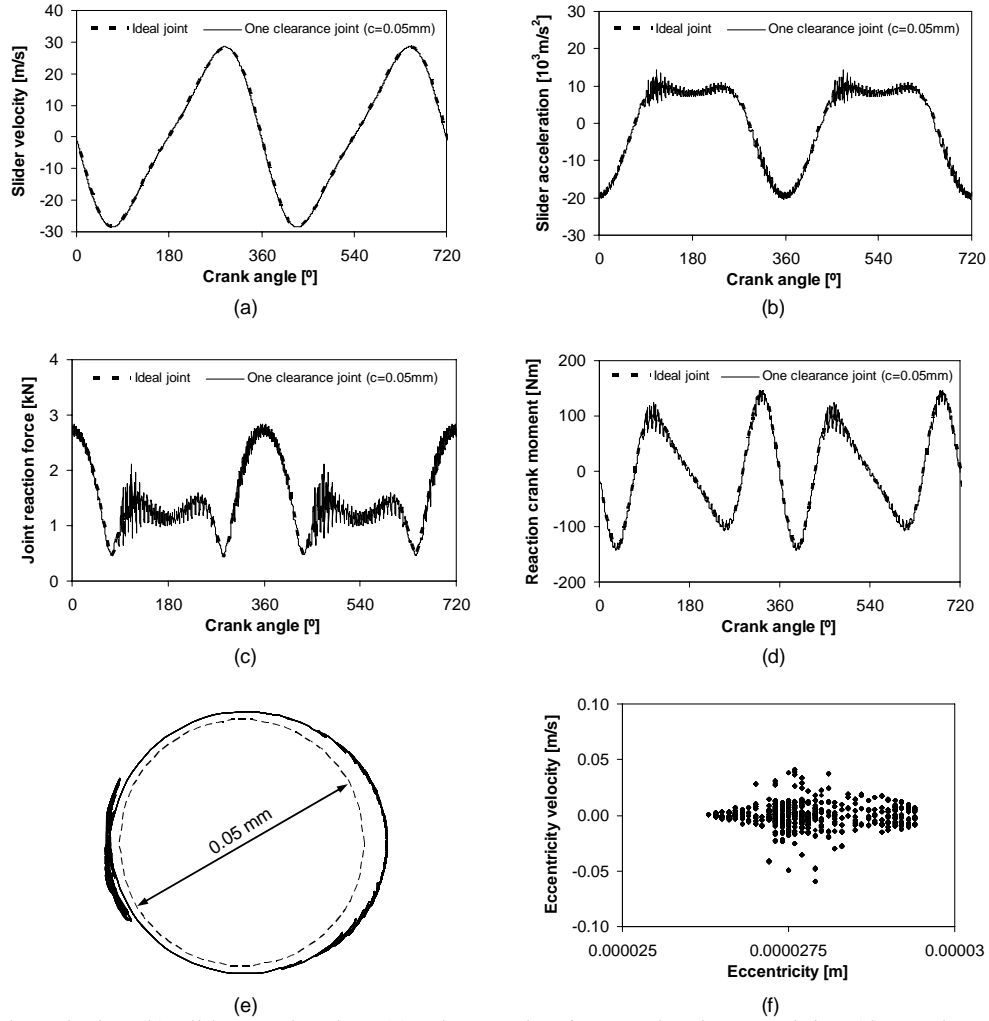 40
30
20
10
0
-10
-20
-30
Slider velocity [m/s]
Ideal joint
One clearance joint (c=0.05mm)
0 180 360 540 720
Crank angle [º]
(a)
30
20
10
0
-10
-20
-30
Slider acceleration [10³m/s²]
Ideal joint
One clearance joint (c=0.05mm)
0 180 360 540 720
Crank angle [º]
(b)
4
3
2
1
0
Joint reaction force [kN]
Ideal joint
One clearance joint (c=0.05mm)
0 180 360 540 720
Crank angle [º]
(c)
200
100
0
-100
-200
Reaction crank moment [Nm]
Ideal joint
One clearance joint (c=0.05mm)
0 180 360 540 720
Crank angle [º]
(d)
0.05 mm
(e)
0.10
0.05
0.00
-0.05
-0.10
Eccentricity velocity [m/s]
0.000025 0.0000275 0.00003
Eccentricity [m]
(f)